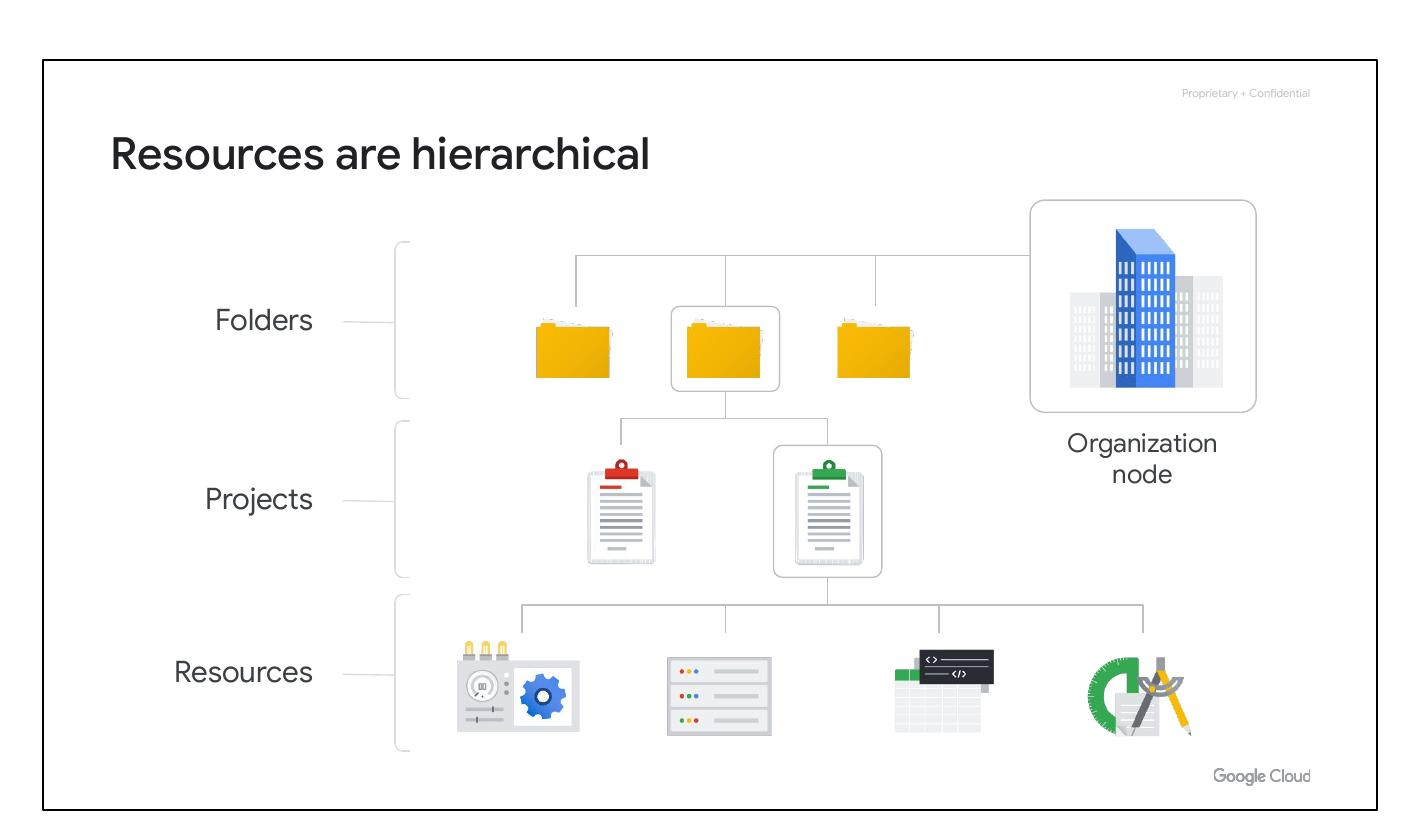 Proprietary + Confidential
Resources are hierarchical
Folders
Organization
node
Projects
Resources
Google Cloud